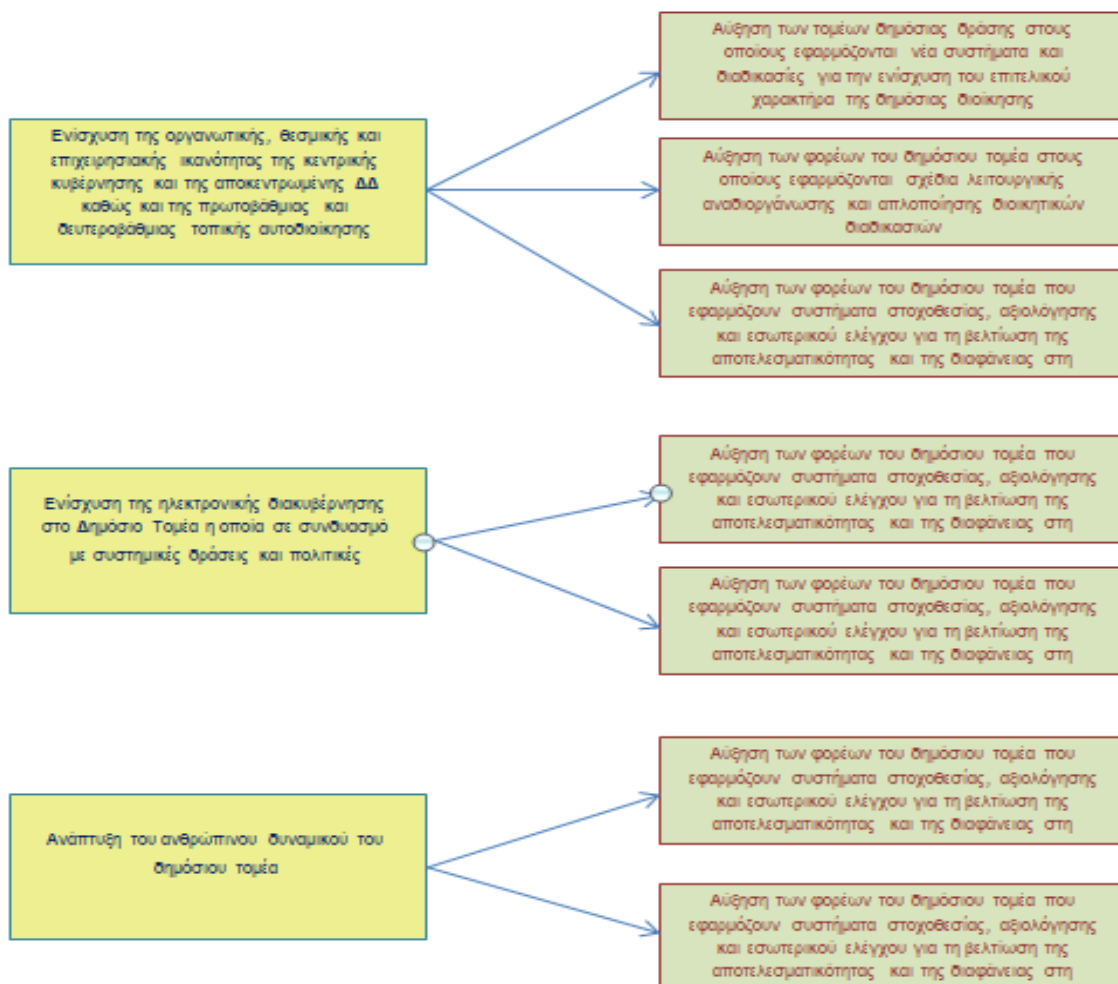 Ενίσχυση της οργανωτικής, θεσμικής και
επιχειρησιακής ικανότητας της κεντρικής
κυβέρνησης και της αποκεντρωμένης ΔΔ
καθώς και της πρωτοβάθμιας και
δευτεροβάθμιας τοπικής αυτοδιοίκησης
Αύξηση των τομέων δημόσιας δράσης στους
οποίους εφαρμόζονται νέα συστήματα και
διαδικασίες για την ενίσχυση του επιτελικού
χαρακτήρα της δημόσιας διοίκησης
Αύξηση των φορέων του δημόσιου τομέα στους
οποίους εφαρμόζονται σχέδια λειτουργικής
αναδιοργάνωσης και απλοποίησης διοικητικών
διαδικασιών
Αύξηση των φορέων του δημόσιου τομέα που
εφαρμόζουν συστήματα στοχοθεσίας, αξιολόγησης
και εσωτερικού ελέγχου για τη βελτίωση της
αποτελεσματικότητας και της διαφάνειας στη
Ενίσχυση της ηλεκτρονικής διακυβέρνησης
στο Δημόσιο Τομέα η οποία σε συνδυασμό
με συστημικές δράσεις και πολιτικές
Αύξηση των φορέων του δημόσιου τομέα που
εφαρμόζουν συστήματα στοχοθεσίας, αξιολόγησης
και εσωτερικού ελέγχου για τη βελτίωση της
αποτελεσματικότητας και της διαφάνειας στη
Αύξηση των φορέων του δημόσιου τομέα που
εφαρμόζουν συστήματα στοχοθεσίας, αξιολόγησης
και εσωτερικού ελέγχου για τη βελτίωση της
αποτελεσματικότητας και της διαφάνειας στη
Ανάπτυξη του ανθρώπινου δυναμικού του
δημόσιου τομέα
Αύξηση των φορέων του δημόσιου τομέα που
εφαρμόζουν συστήματα στοχοθεσίας, αξιολόγησης
και εσωτερικού ελέγχου για τη βελτίωση της
αποτελεσματικότητας και της διαφάνειας στη
Αύξηση των φορέων του δημόσιου τομέα που
εφαρμόζουν συστήματα στοχοθεσίας, αξιολόγησης
και εσωτερικού ελέγχου για τη βελτίωση της
αποτελεσματικότητας και της διαφάνειας στη